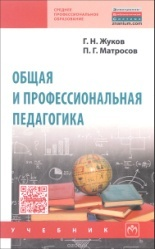 СРЕДНЕЕ
ПРОФЕССИОНАЛЬНОЕ
ОБРАЗОВАНИЕ
Г. Н. Жуков
П. Г. Матросов
ОБЩАЯ
И ПРОФЕССИОНАЛЬНАЯ
ПЕДАГОГИКА
УЧЕБНИК